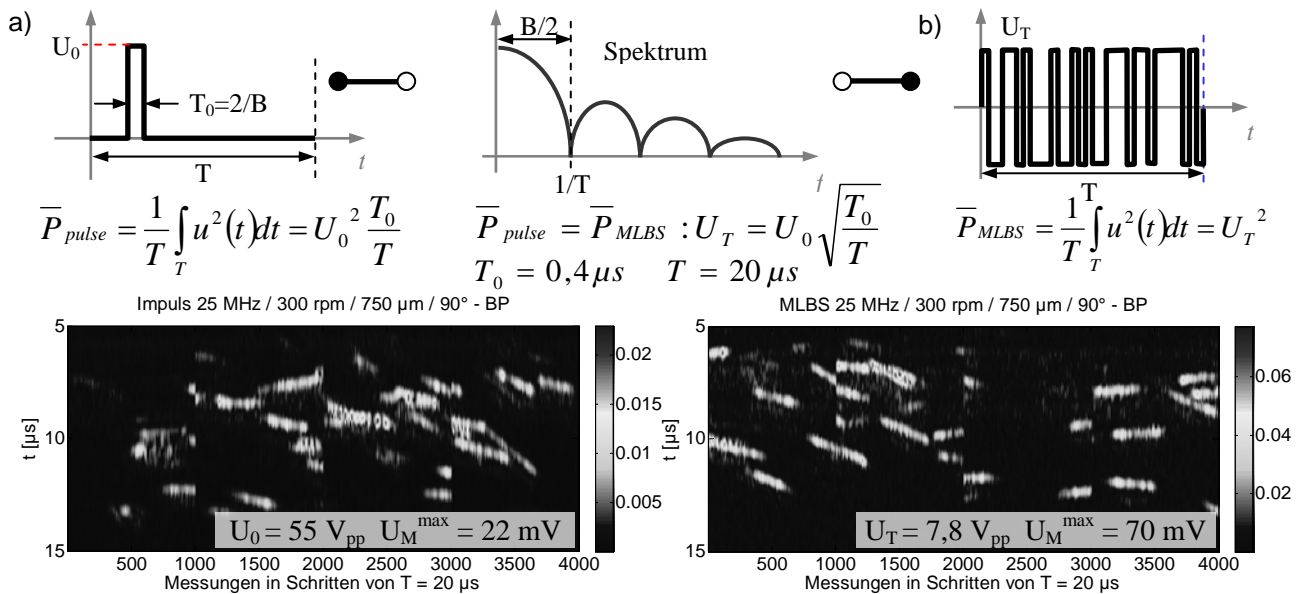 a)
U₀
T₀=2/B
t
T
B/2
Spektrum
1/T
f
b)
U_T
t
T
P̅_pulse = 1/T ∫_T u²(t)dt = U₀² T₀/T
P̅_pulse = P̅_MLBS : U_T = U₀ √(T₀/T)
T₀ = 0,4 µs T = 20 µs
P̅_MLBS = 1/T ∫_T u²(t)dt = U_T²
Impuls 25 MHz / 300 rpm / 750 µm / 90° - BP
5
10
15
t [µs]
0.02
0.015
0.01
0.005
U₀ = 55 V_pp U_M^max = 22 mV
500 1000 1500 2000 2500 3000 3500 4000
Messungen in Schritten von T = 20 µs
MLBS 25 MHz / 300 rpm / 750 µm / 90° - BP
5
10
15
t [µs]
0.06
0.04
0.02
U_T = 7,8 V_pp U_M^max = 70 mV
500 1000 1500 2000 2500 3000 3500 4000
Messungen in Schritten von T = 20 µs